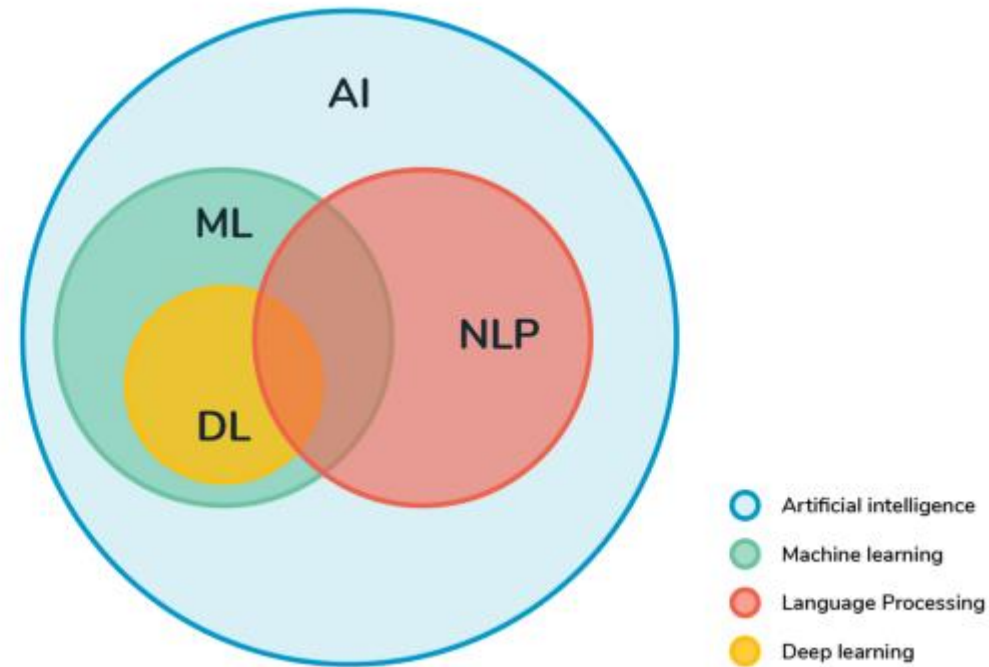 AI
ML
NLP
DL
Artificial intelligence
Machine learning
Language Processing
Deep learning